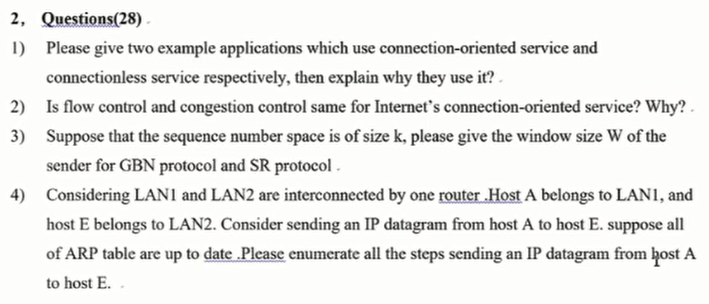 2, Questions(28)
1) Please give two example applications which use connection-oriented service and
connectionless service respectively, then explain why they use it?
2) Is flow control and congestion control same for Internet's connection-oriented service? Why?
3) Suppose that the sequence number space is of size k, please give the window size W of the
sender for GBN protocol and SR protocol
4) Considering LAN1 and LAN2 are interconnected by one router .Host A belongs to LAN1, and
host E belongs to LAN2. Consider sending an IP datagram from host A to host E. suppose all
of ARP table are up to date .Please enumerate all the steps sending an IP datagram from host A
to host E.